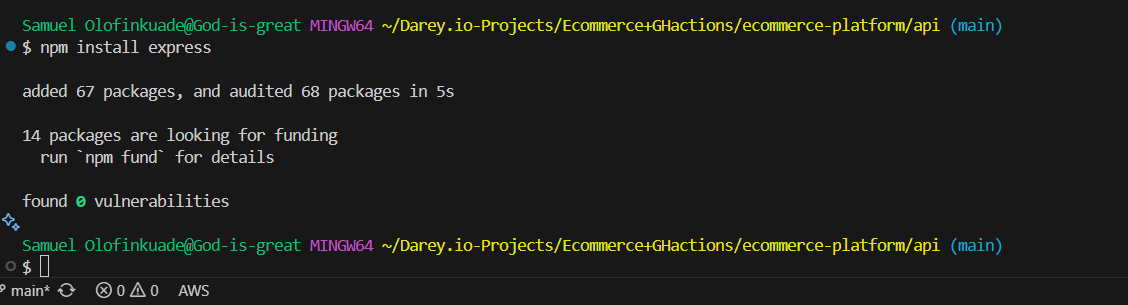 Samuel Olofinkuade@God-is-great MINGW64 ~/Darey.io-Projects/Ecommerce+GHactions/ecommerce-platform/api (main)
$ npm install express
added 67 packages, and audited 68 packages in 5s
14 packages are looking for funding
  run `npm fund` for details
found 0 vulnerabilities
Samuel Olofinkuade@God-is-great MINGW64 ~/Darey.io-Projects/Ecommerce+GHactions/ecommerce-platform/api (main)
$
main* 0 0 AWS